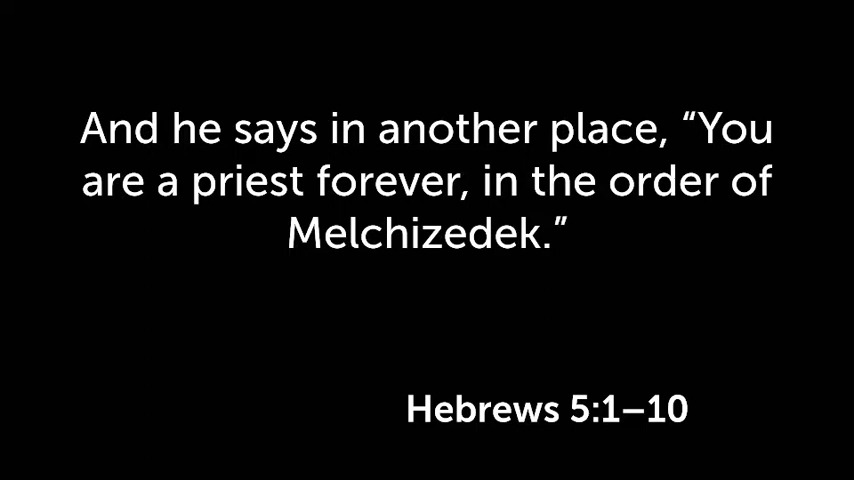 And he says in another place, “You
are a priest forever, in the order of
Melchizedek.”
Hebrews 5:1–10